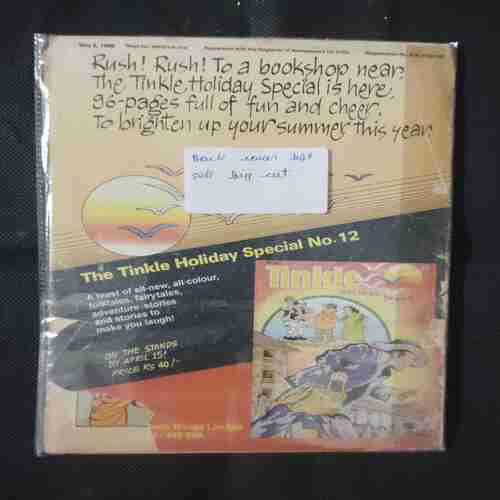 Rush! Rush! To a bookshop near.
The Tinkle Holiday Special is here.
96-pages full of fun and cheer,
To brighten up your summer this year.
Back cover left
side big cut
The Tinkle Holiday Special No. 12
A feast of all-new, all-colour,
folktales, fairytales,
adventure stories
and stories to
make you laugh!
ON THE STANDS
BY APRIL 15!
PRICE RS 40/-
Tinkle